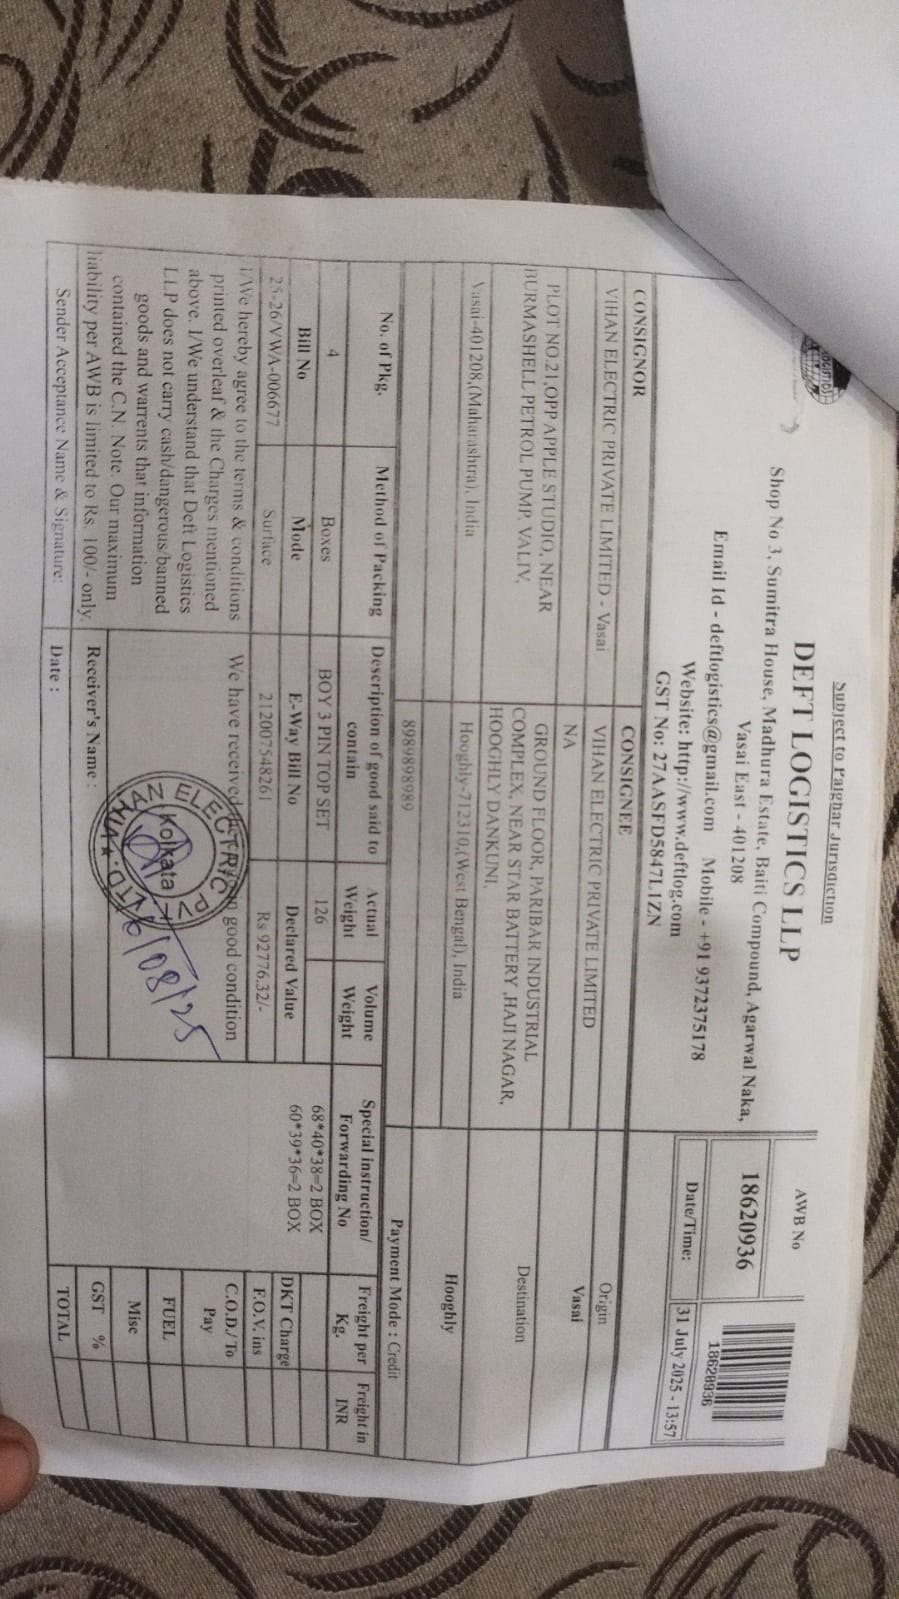 Subject to Palghar Jurisdiction
DEFT LOGISTICS LLP
Shop No 3, Sumitra House, Madhura Estate, Baiti Compound, Agarwal Naka,
Vasai East - 401208
Email Id - deftlogistics@gmail.com Mobile - +91 9372375178
Website: http://www.deftlog.com
GST No: 27AASFD5847L1ZN
AWB No
18620936
18620936
Date/Time:
31 July 2025 - 13:57
CONSIGNOR
CONSIGNEE
VIHAN ELECTRIC PRIVATE LIMITED - Vasai
VIHAN ELECTRIC PRIVATE LIMITED
Origin
Vasai
NA
PLOT NO.21,OPP APPLE STUDIO, NEAR
BURMASHELL PETROL PUMP, VALIV,
GROUND FLOOR, PARIBAR INDUSTRIAL
COMPLEX, NEAR STAR BATTERY ,HAJI NAGAR,
HOOGHLY DANKUNI,
Destination
Hooghly
Vasai-401208,(Maharashtra), India
Hooghly-712310,(West Bengal), India
8989898989
Payment Mode : Credit
No. of Pkg.
Method of Packing
Description of good said to
contain
Actual
Weight
Volume
Weight
Special instruction/
Forwarding No
Freight per
Kg.
Freight in
INR
4
Boxes
BOY 3 PIN TOP SET
126
68*40*38=2 BOX
60*39*36=2 BOX
Bill No
Mode
E-Way Bill No
Declared Value
DKT Charge
25-26/VWA-006677
Surface
212007548261
Rs 92776.32/-
F.O.V. ins
I/We hereby agree to the terms & conditions
printed overleaf & the Charges mentioned
above. I/We understand that Deft Logistics
LLP does not carry cash/dangerous/banned
goods and warrents that information
contained the C.N. Note. Our maximum
liability per AWB is limited to Rs. 100/- only.
We have received good condition
VIHAN ELECTRIC PVT. LTD.
Kolkata
/08/25
C.O.D./ To
Pay
FUEL
Misc
Receiver's Name :
GST %
Sender Acceptance Name & Signature:
Date :
TOTAL